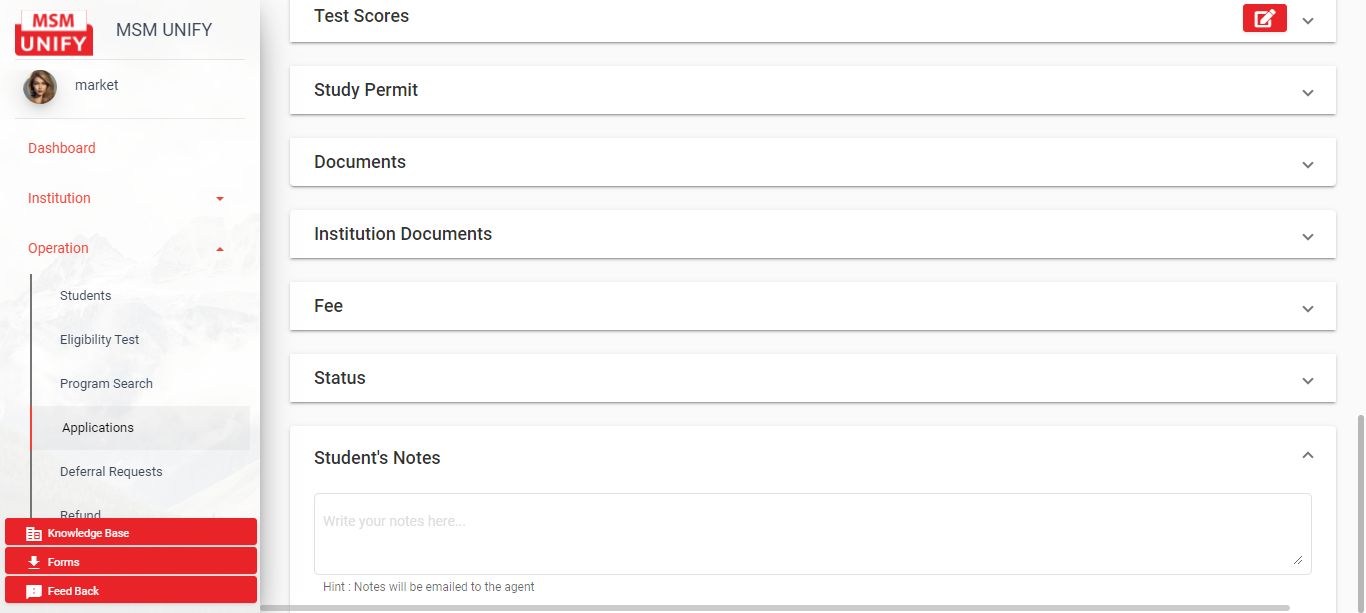 MSM
UNIFY
MSM UNIFY
market
Dashboard
Institution
Operation
Students
Eligibility Test
Program Search
Applications
Deferral Requests
Refund
Knowledge Base
Forms
Feed Back
Test Scores
Study Permit
Documents
Institution Documents
Fee
Status
Student's Notes
Write your notes here...
Hint : Notes will be emailed to the agent